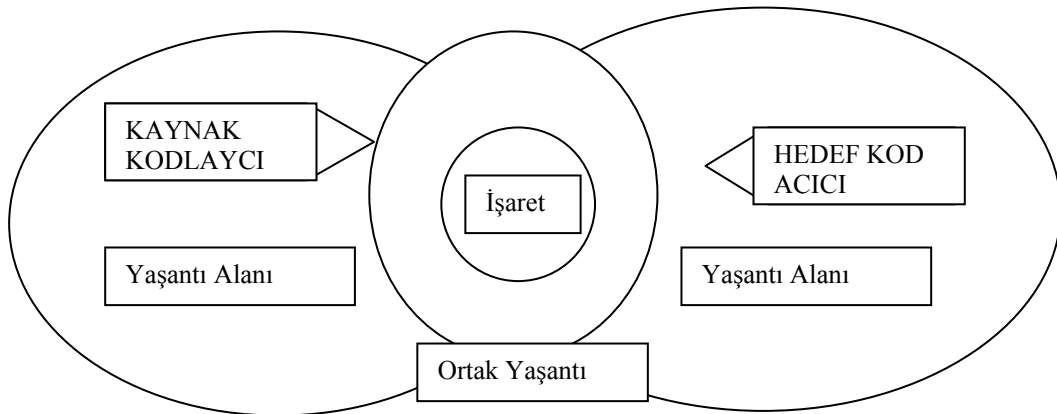 KAYNAK
KODLAYCI
HEDEF KOD
ACICI
İşaret
Yaşantı Alanı
Yaşantı Alanı
Ortak Yaşantı